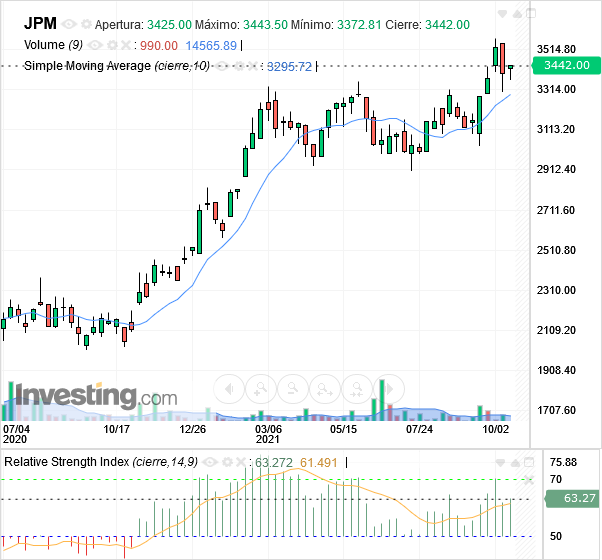 JPM Apertura: 3425.00 Máximo: 3443.50 Mínimo: 3372.81 Cierre: 3442.00
Volume (9) : 990.00 14565.89
Simple Moving Average (cierre,10) : 3295.72
3514.80
3442.00
3314.00
3113.20
2912.40
2711.60
2510.80
2310.00
2109.20
1908.40
1707.60
Investing.com
07/04 10/17 12/26 03/06 05/15 07/24 10/02
2020 2021
Relative Strength Index (cierre,14,9) : 63.272 61.491
75.88
70
63.27
50